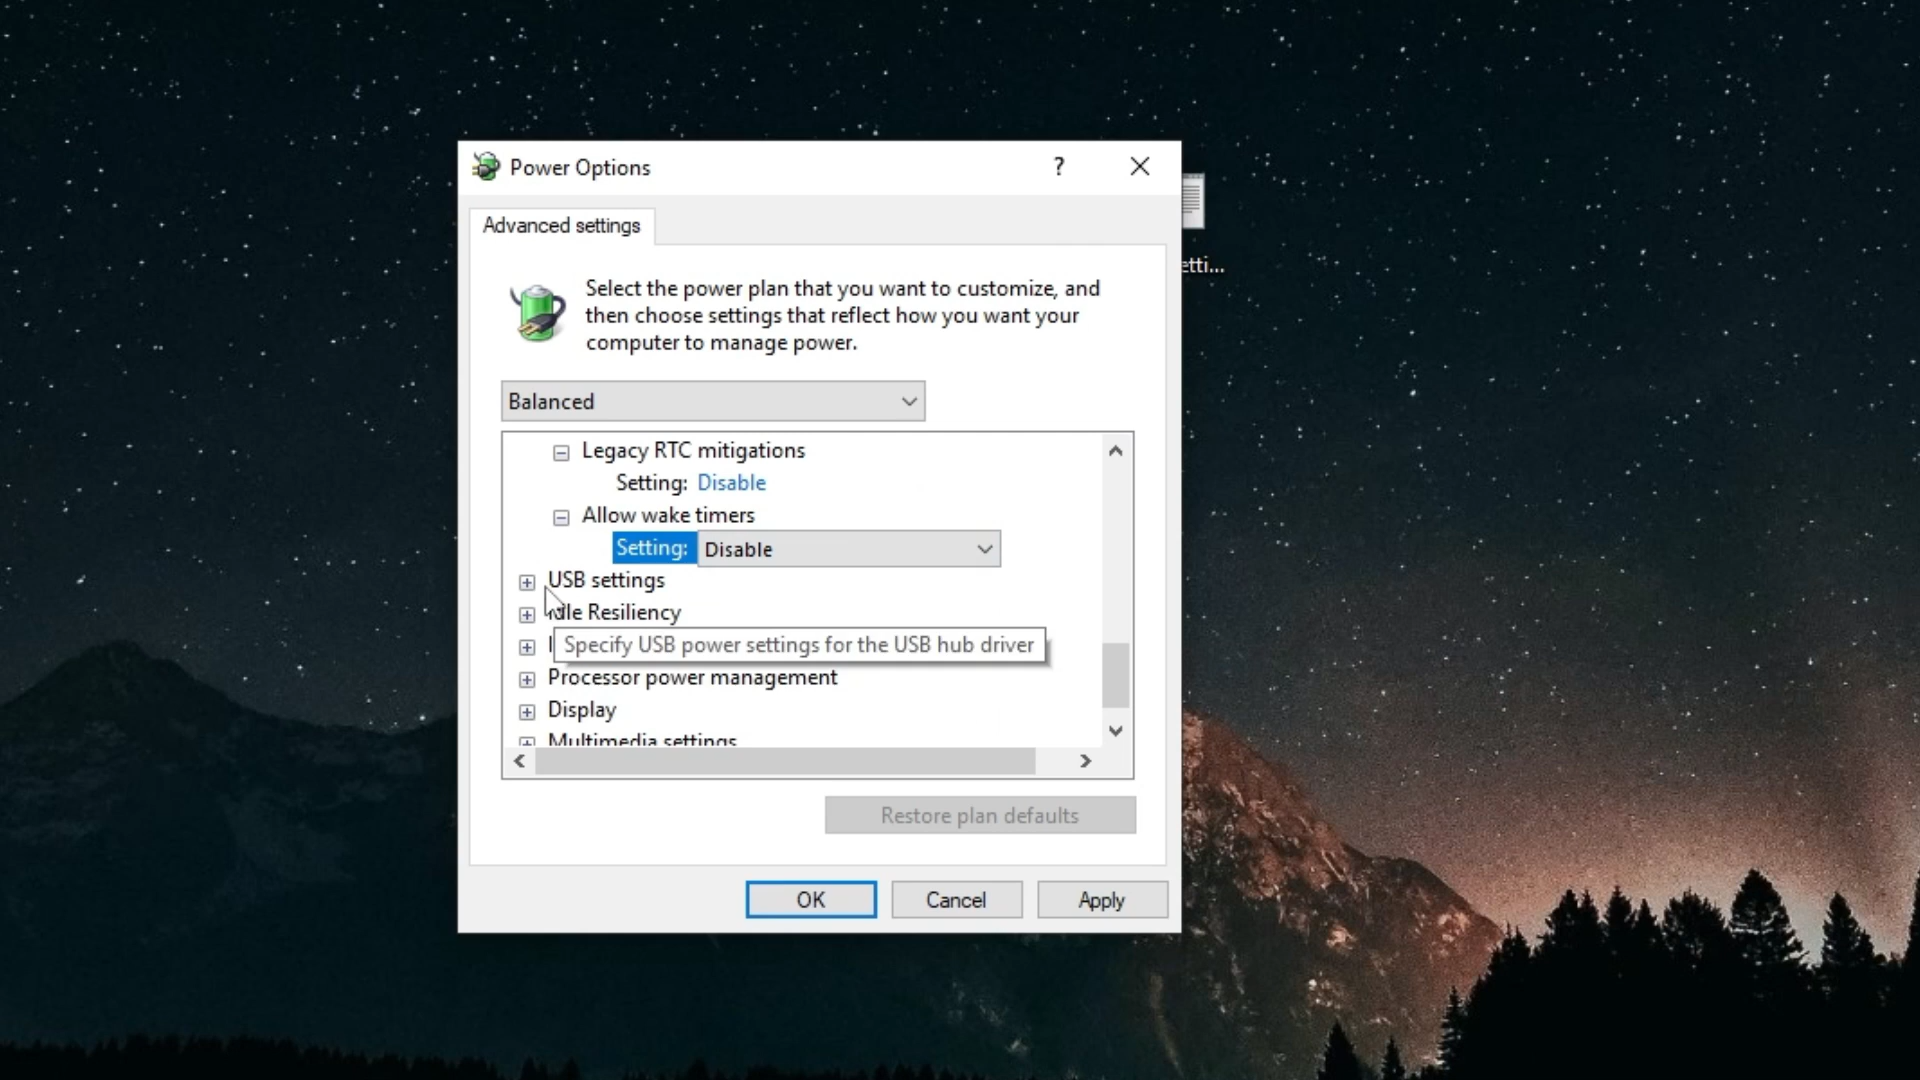 Power Options
?
etti...
Advanced settings
Select the power plan that you want to customize, and
then choose settings that reflect how you want your
computer to manage power.
Balanced
Legacy RTC mitigations
Setting: Disable
Allow wake timers
Setting: Disable
USB settings
Resiliency
Specify USB power settings for the USB hub driver
Processor power management
Display
Multimedia settings
Restore plan defaults
OK
Cancel
Apply